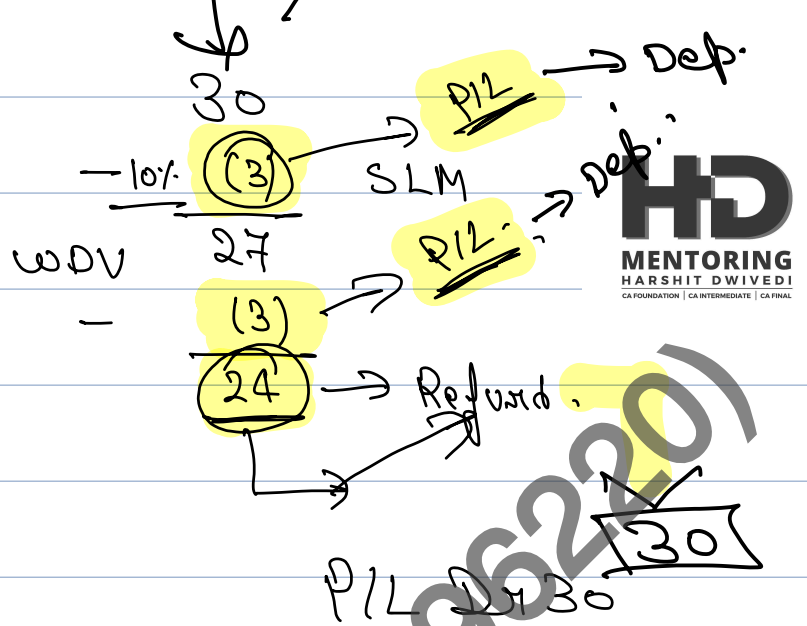 30
P/L → Dep.
- 10% (3)
SLM
Dep.
27
WDV
P/L
HD
MENTORING
HARSHIT DWIVEDI
CA FOUNDATION | CA INTERMEDIATE | CA FINAL
- (3)
24 → Refund.
96220)
30
P/L Dr 30